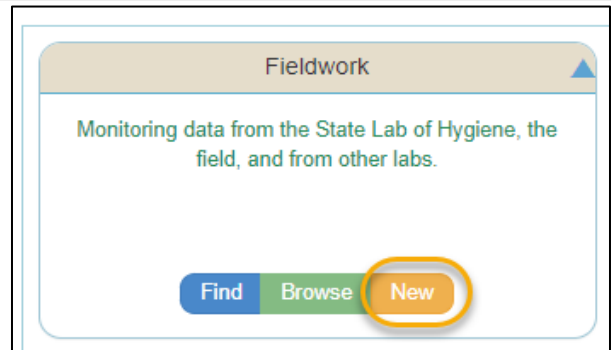 Fieldwork
Monitoring data from the State Lab of Hygiene, the
field, and from other labs.
Find Browse New